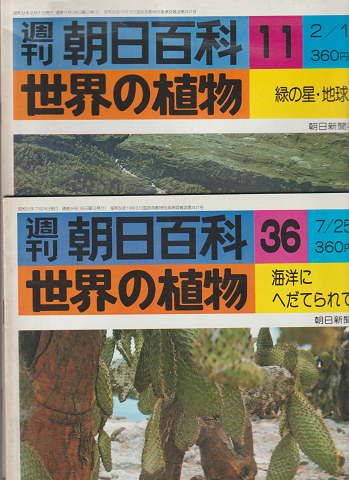 週刊 朝日百科 11 2/1
360円
世界の植物 緑の星・地球
朝日新聞
週刊 朝日百科 36 7/25
360円
世界の植物 海洋に
へだてられて
朝日新聞